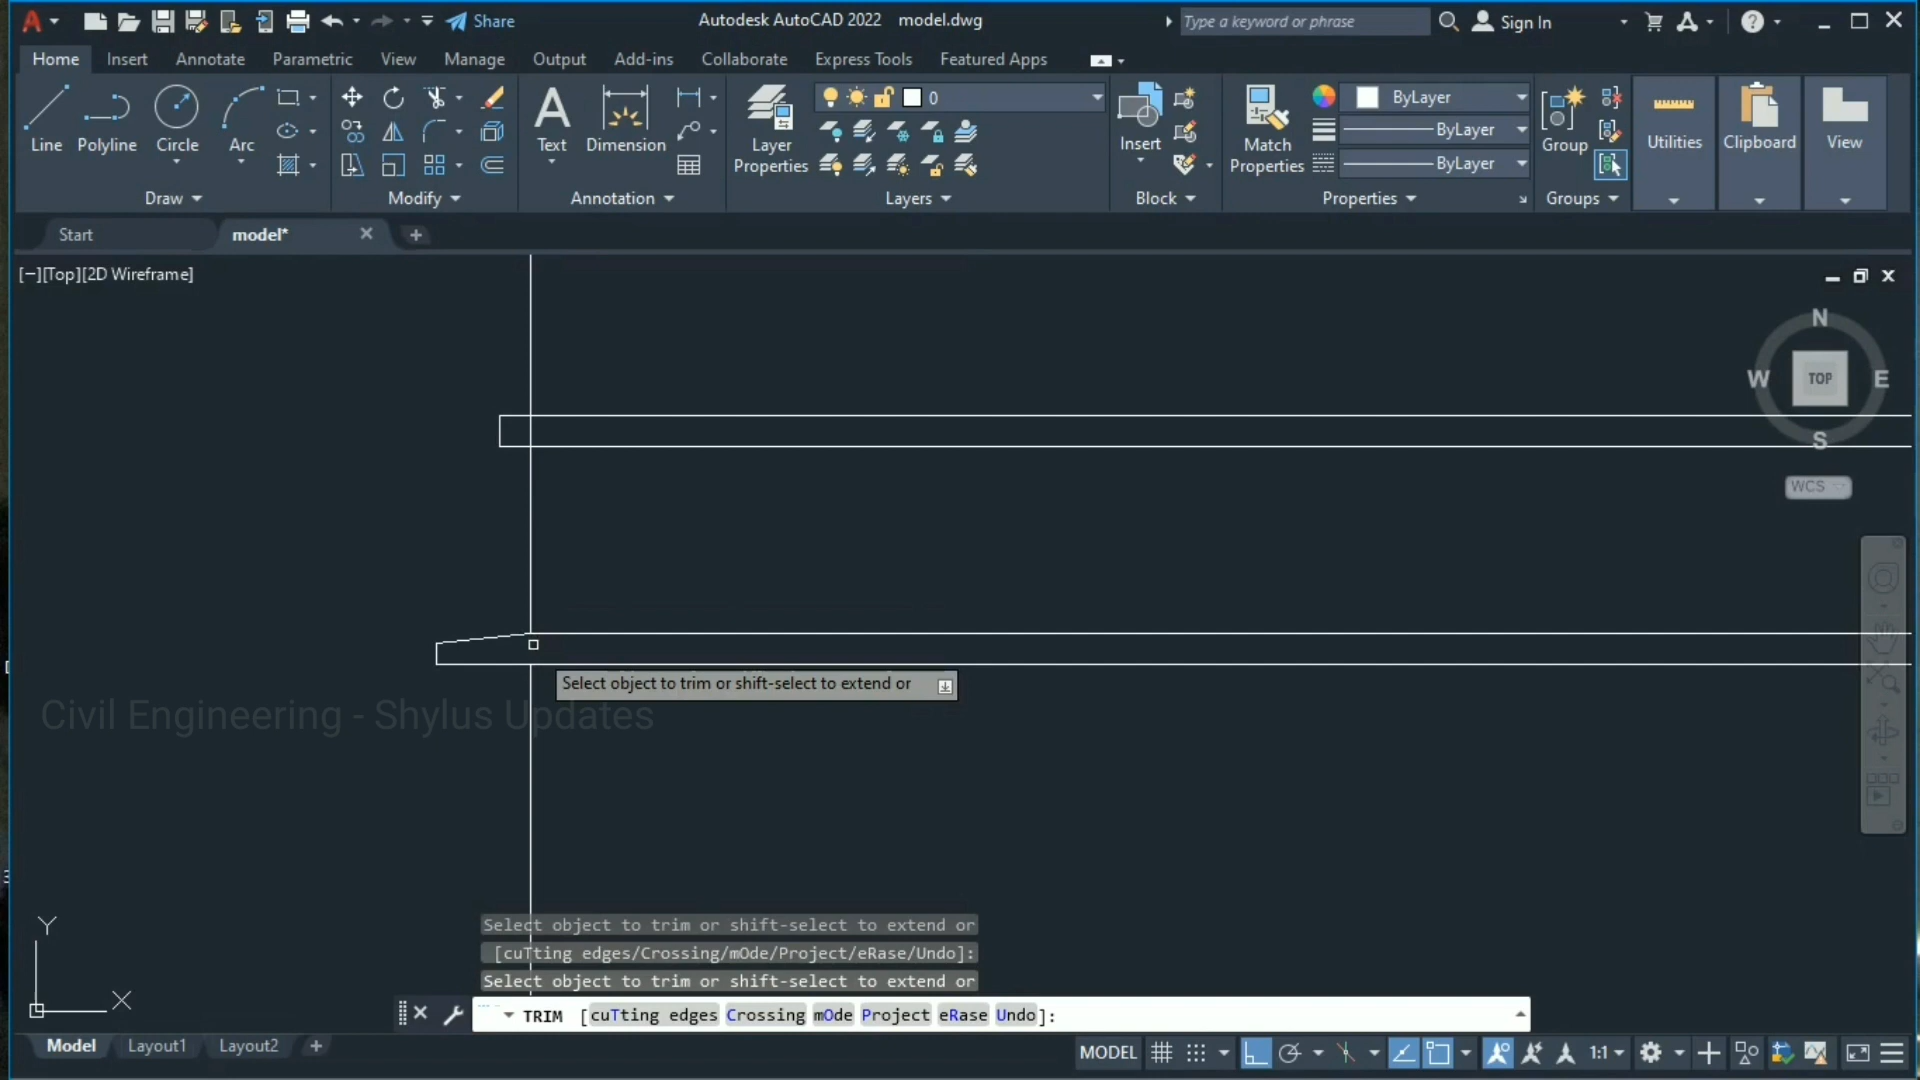 Share
Autodesk AutoCAD 2022 model.dwg
Type a keyword or phrase
Sign In
Home Insert Annotate Parametric View Manage Output Add-ins Collaborate Express Tools Featured Apps
Line Polyline Circle Arc
Text Dimension
Layer Properties
0
Insert
Match Properties
ByLayer
ByLayer
ByLayer
Group
Utilities Clipboard View
Draw Modify Annotation Layers Block Properties Groups
Start model*
[−][Top][2D Wireframe]
N
W TOP E
S
WCS
Select object to trim or shift-select to extend or
Civil Engineering - Shylus Updates
Y
X
Select object to trim or shift-select to extend or
[cuTting edges/Crossing/mOde/Project/eRase/Undo]:
Select object to trim or shift-select to extend or
TRIM [cuTting edges Crossing mOde Project eRase Undo]:
Model Layout1 Layout2
MODEL 1:1